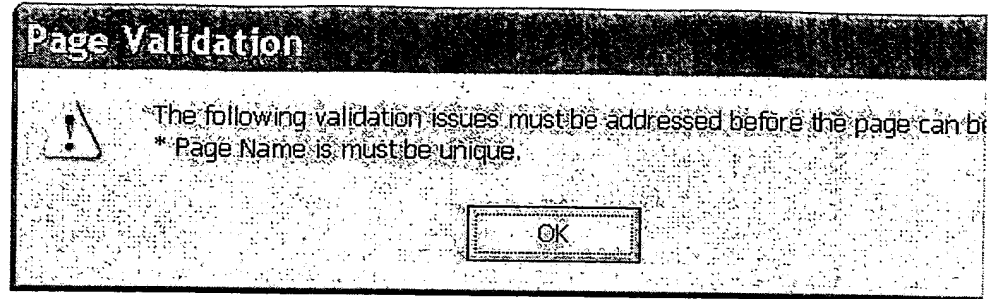 Page Validation
The following validation issues must be addressed before the page can be
* Page Name is must be unique.
OK